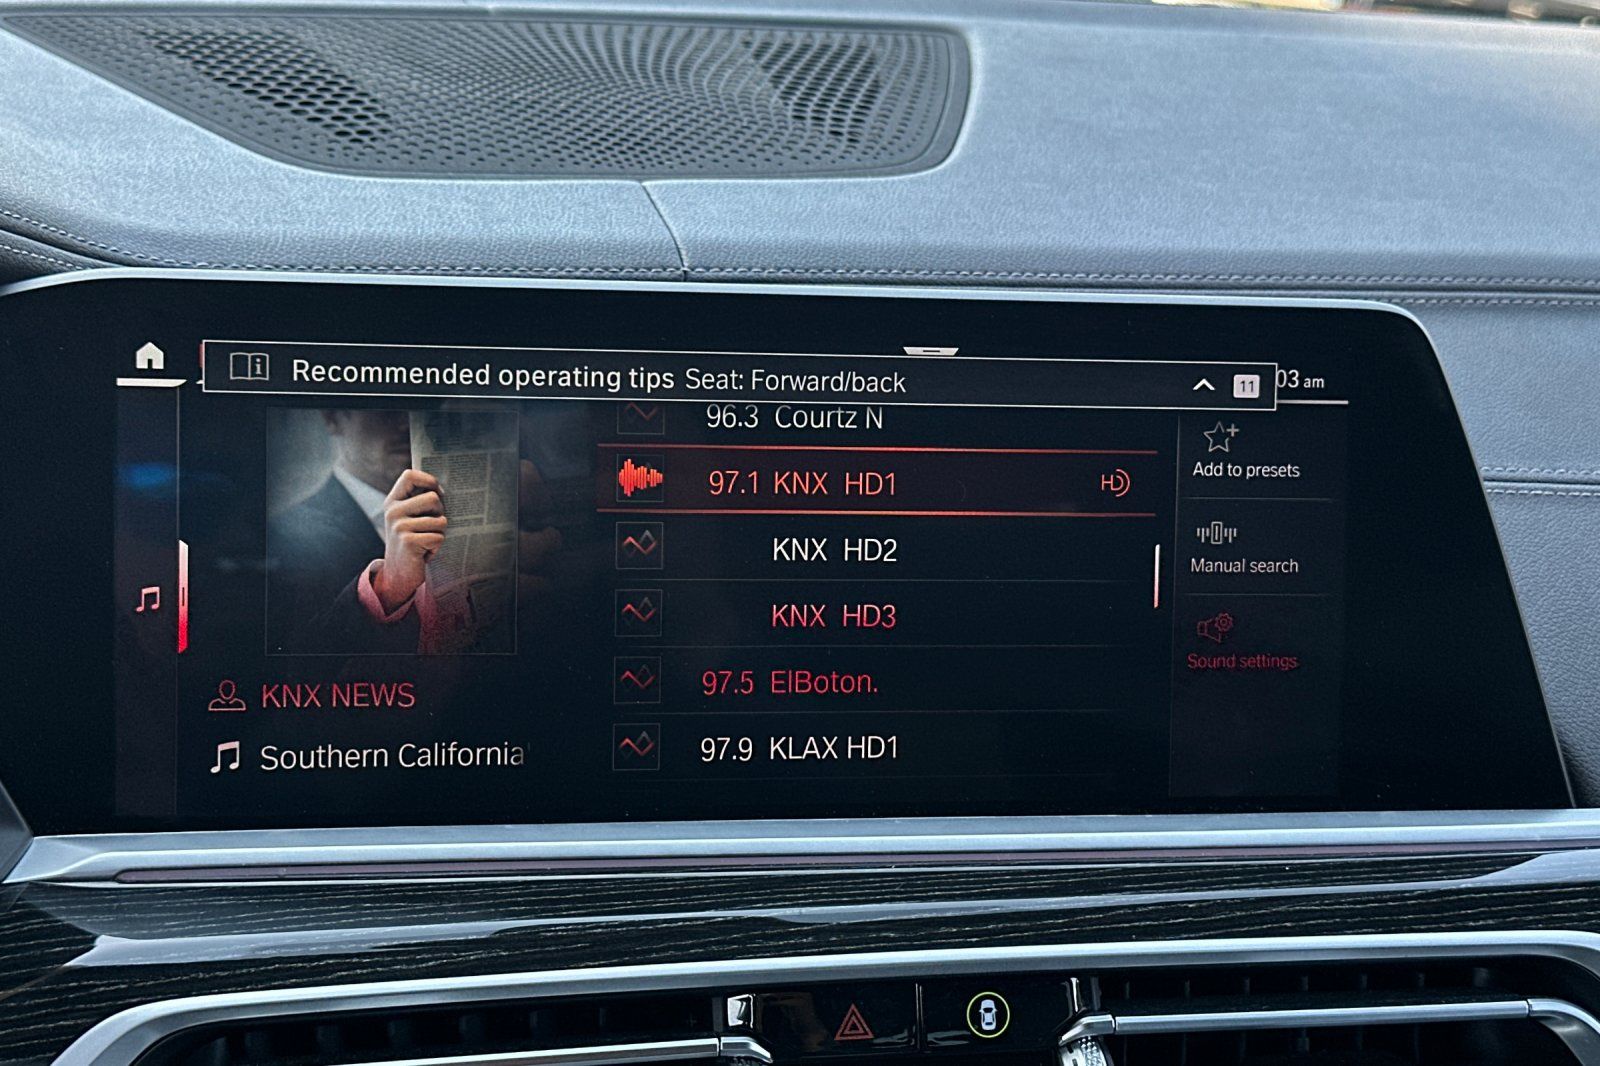 Recommended operating tips Seat: Forward/back
11
03 am
96.3 Courtz N
97.1 KNX HD1
HD
KNX HD2
KNX HD3
97.5 ElBoton.
97.9 KLAX HD1
KNX NEWS
Southern California
Add to presets
Manual search
Sound settings